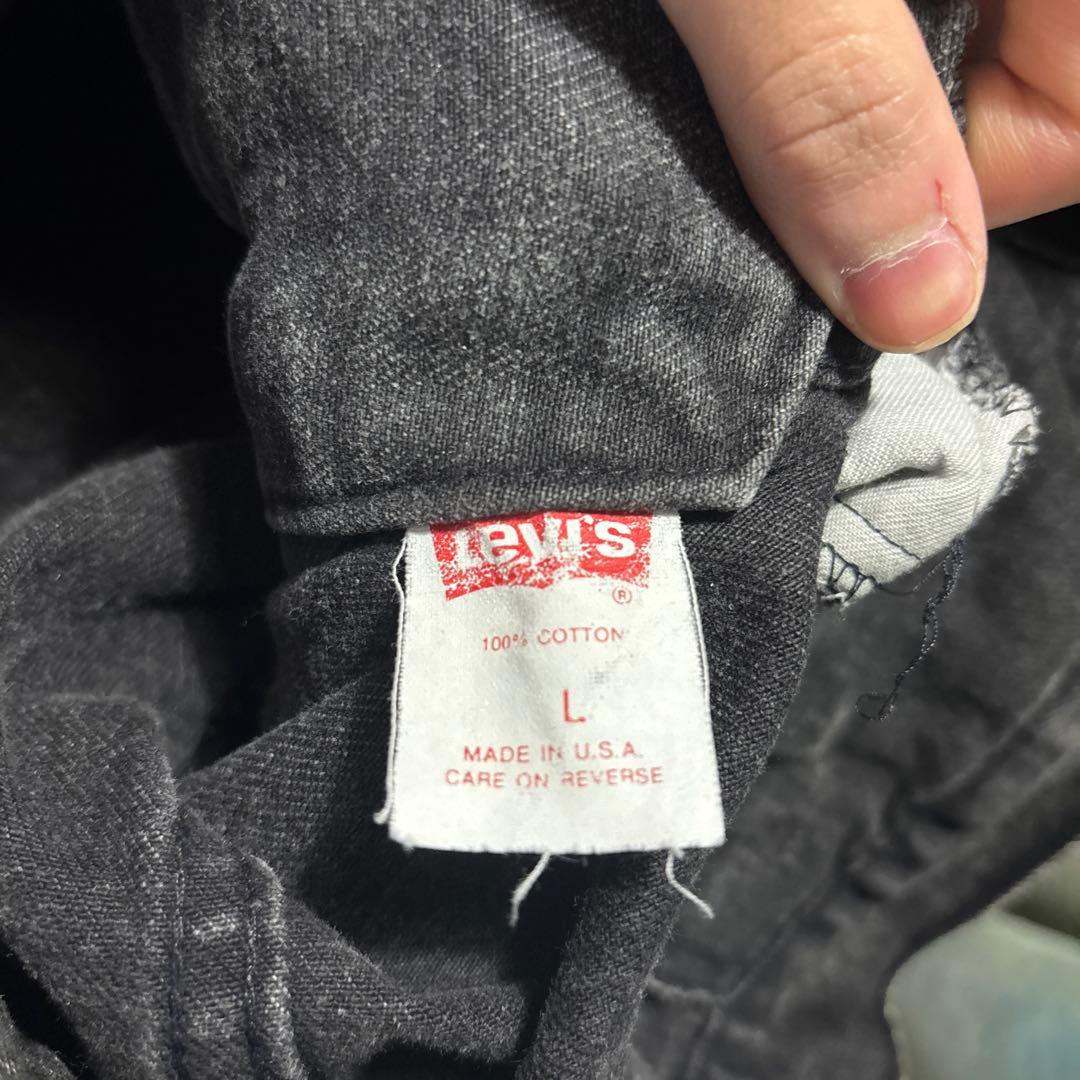 Levi's
®
100% COTTON
L
MADE IN U.S.A.
CARE ON REVERSE